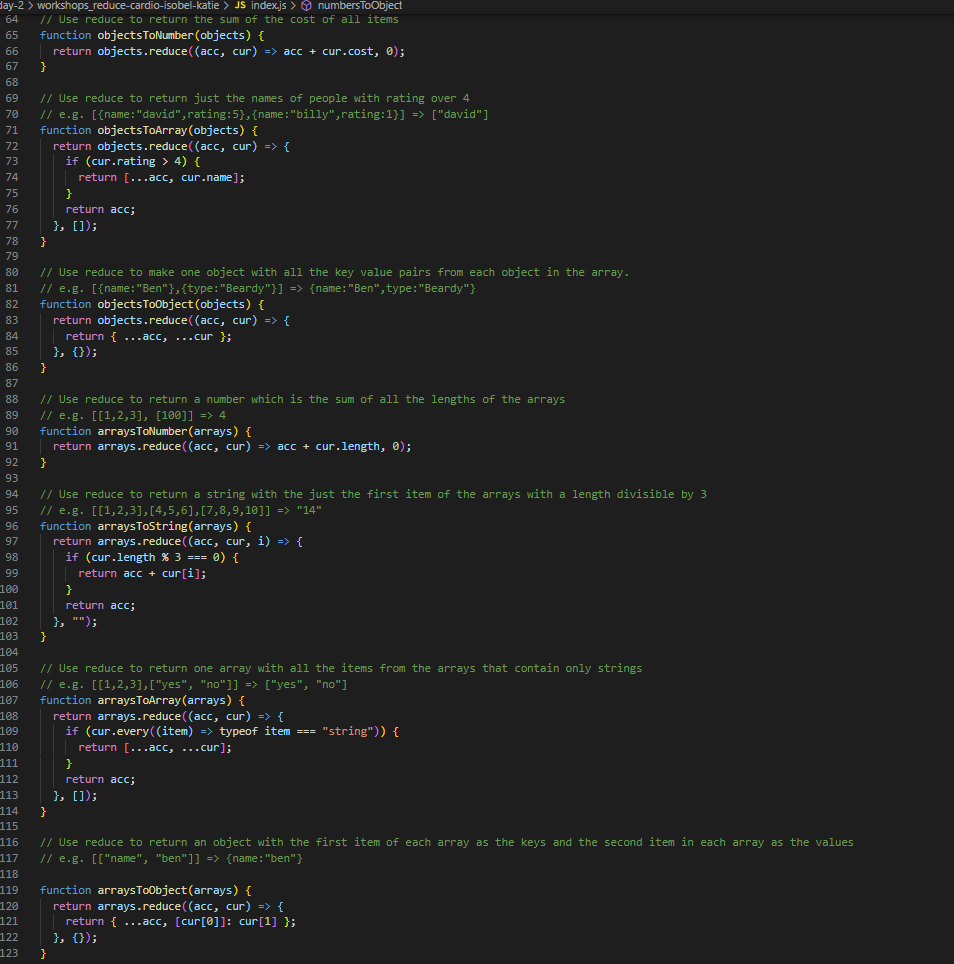 day-2 > workshops_reduce-cardio-isobel-katie > JS index.js > numbersToObject
64 // Use reduce to return the sum of the cost of all items
65 function objectsToNumber(objects) {
66 return objects.reduce((acc, cur) => acc + cur.cost, 0);
67 }
68
69 // Use reduce to return just the names of people with rating over 4
70 // e.g. [{name:"david",rating:5},{name:"billy",rating:1}] => ["david"]
71 function objectsToArray(objects) {
72 return objects.reduce((acc, cur) => {
73 if (cur.rating > 4) {
74 return [...acc, cur.name];
75 }
76 return acc;
77 }, []);
78 }
79
80 // Use reduce to make one object with all the key value pairs from each object in the array.
81 // e.g. [{name:"Ben"},{type:"Beardy"}] => {name:"Ben",type:"Beardy"}
82 function objectsToObject(objects) {
83 return objects.reduce((acc, cur) => {
84 return { ...acc, ...cur };
85 }, {});
86 }
87
88 // Use reduce to return a number which is the sum of all the lengths of the arrays
89 // e.g. [[1,2,3], [100]] => 4
90 function arraysToNumber(arrays) {
91 return arrays.reduce((acc, cur) => acc + cur.length, 0);
92 }
93
94 // Use reduce to return a string with the just the first item of the arrays with a length divisible by 3
95 // e.g. [[1,2,3],[4,5,6],[7,8,9,10]] => "14"
96 function arraysToString(arrays) {
97 return arrays.reduce((acc, cur, i) => {
98 if (cur.length % 3 === 0) {
99 return acc + cur[i];
100 }
101 return acc;
102 }, "");
103 }
104
105 // Use reduce to return one array with all the items from the arrays that contain only strings
106 // e.g. [[1,2,3],["yes", "no"]] => ["yes", "no"]
107 function arraysToArray(arrays) {
108 return arrays.reduce((acc, cur) => {
109 if (cur.every((item) => typeof item === "string")) {
110 return [...acc, ...cur];
111 }
112 return acc;
113 }, []);
114 }
115
116 // Use reduce to return an object with the first item of each array as the keys and the second item in each array as the values
117 // e.g. [["name", "ben"]] => {name:"ben"}
118
119 function arraysToObject(arrays) {
120 return arrays.reduce((acc, cur) => {
121 return { ...acc, [cur[0]]: cur[1] };
122 }, {});
123 }